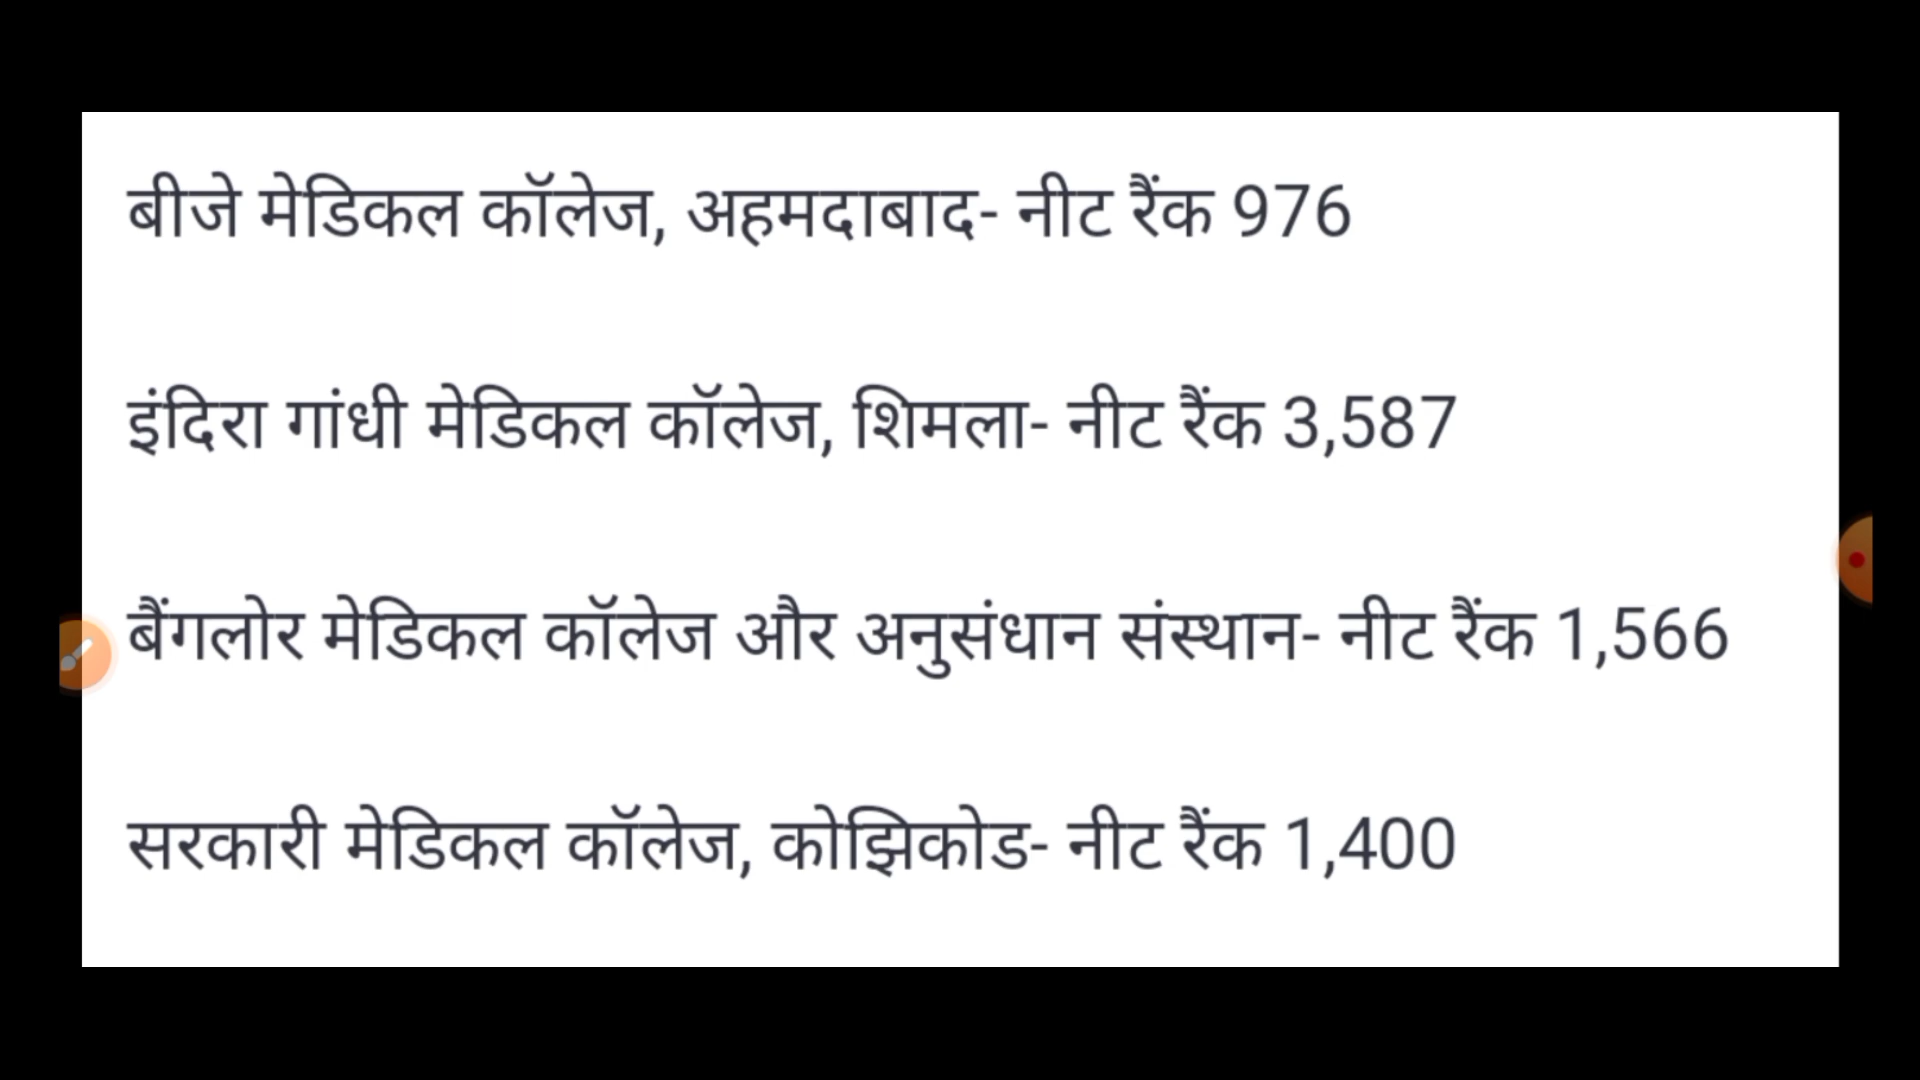 बीजे मेडिकल कॉलेज, अहमदाबाद- नीट रैंक 976
इंदिरा गांधी मेडिकल कॉलेज, शिमला- नीट रैंक 3,587
बैंगलोर मेडिकल कॉलेज और अनुसंधान संस्थान- नीट रैंक 1,566
सरकारी मेडिकल कॉलेज, कोझिकोड- नीट रैंक 1,400